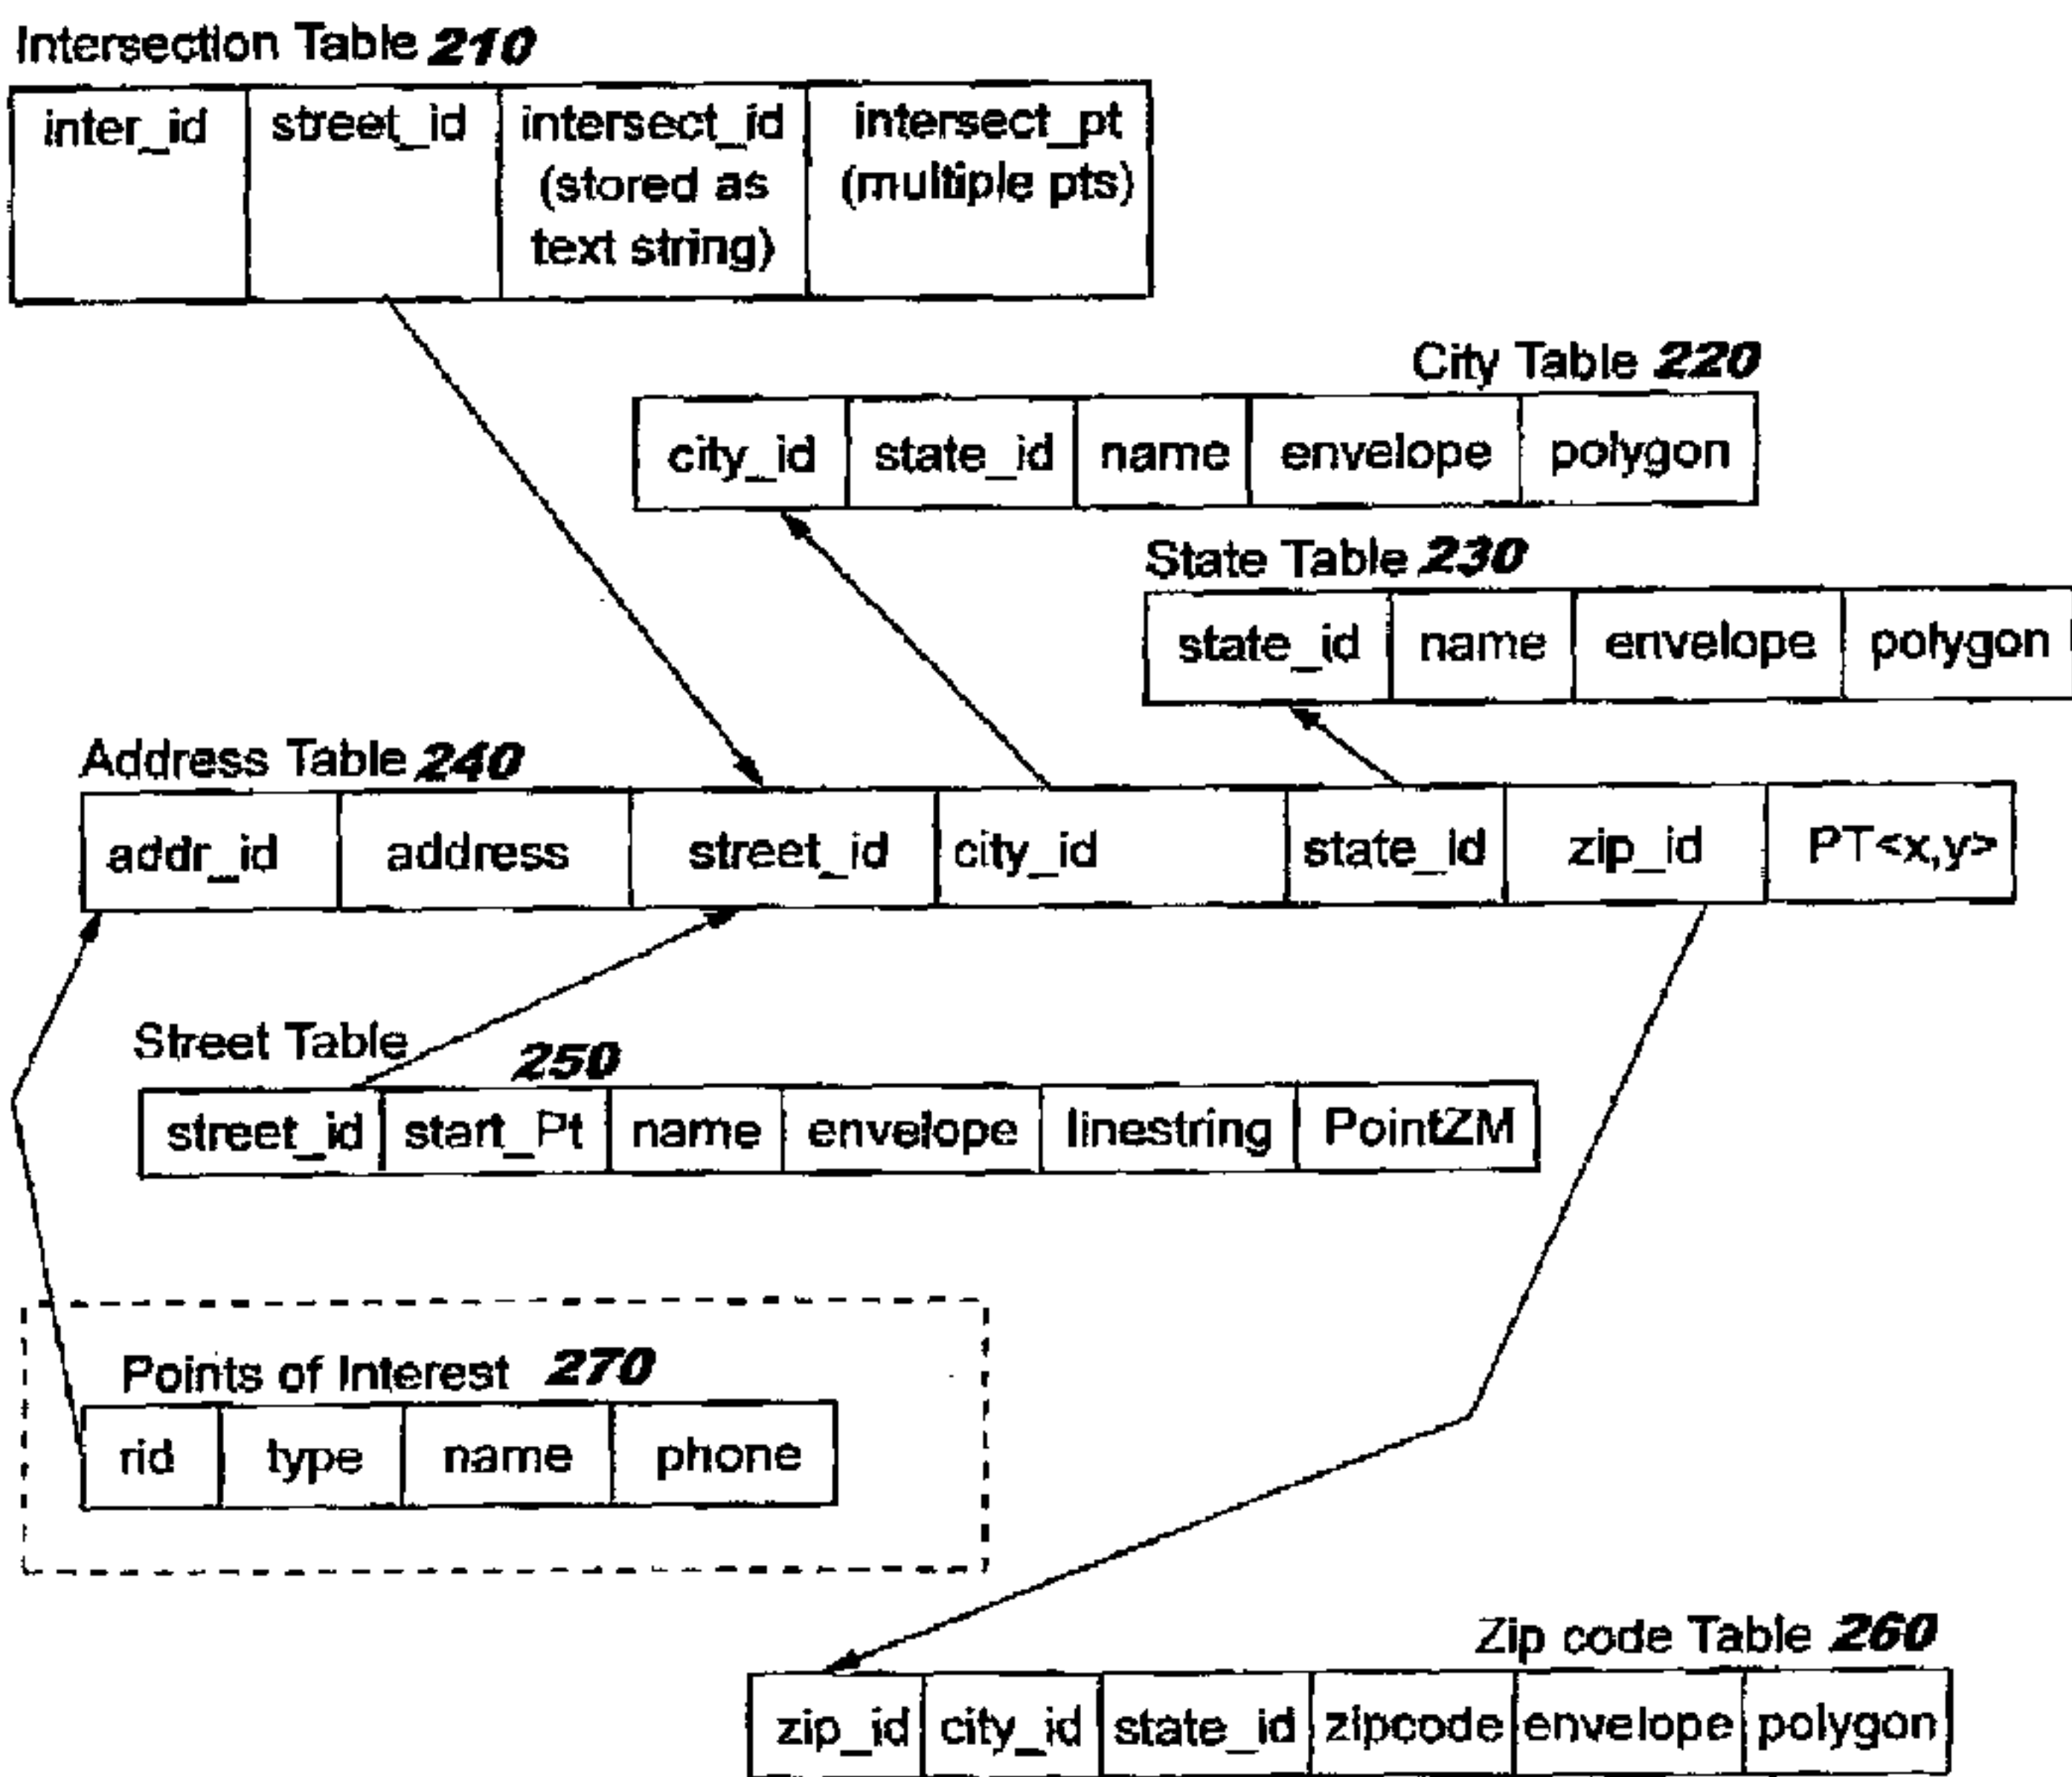 Intersection Table 210
inter_id street_id intersect_id intersect_pt
(stored as (multiple pts)
text string)
City Table 220
city_id state_id name envelope polygon
State Table 230
state_id name envelope polygon
Address Table 240
addr_id address street_id city_id state_id zip_id PT<x,y>
Street Table 250
street_id start_Pt name envelope linestring PointZM
Points of Interest 270
rid type name phone
Zip code Table 260
zip_id city_id state_id zipcode envelope polygon